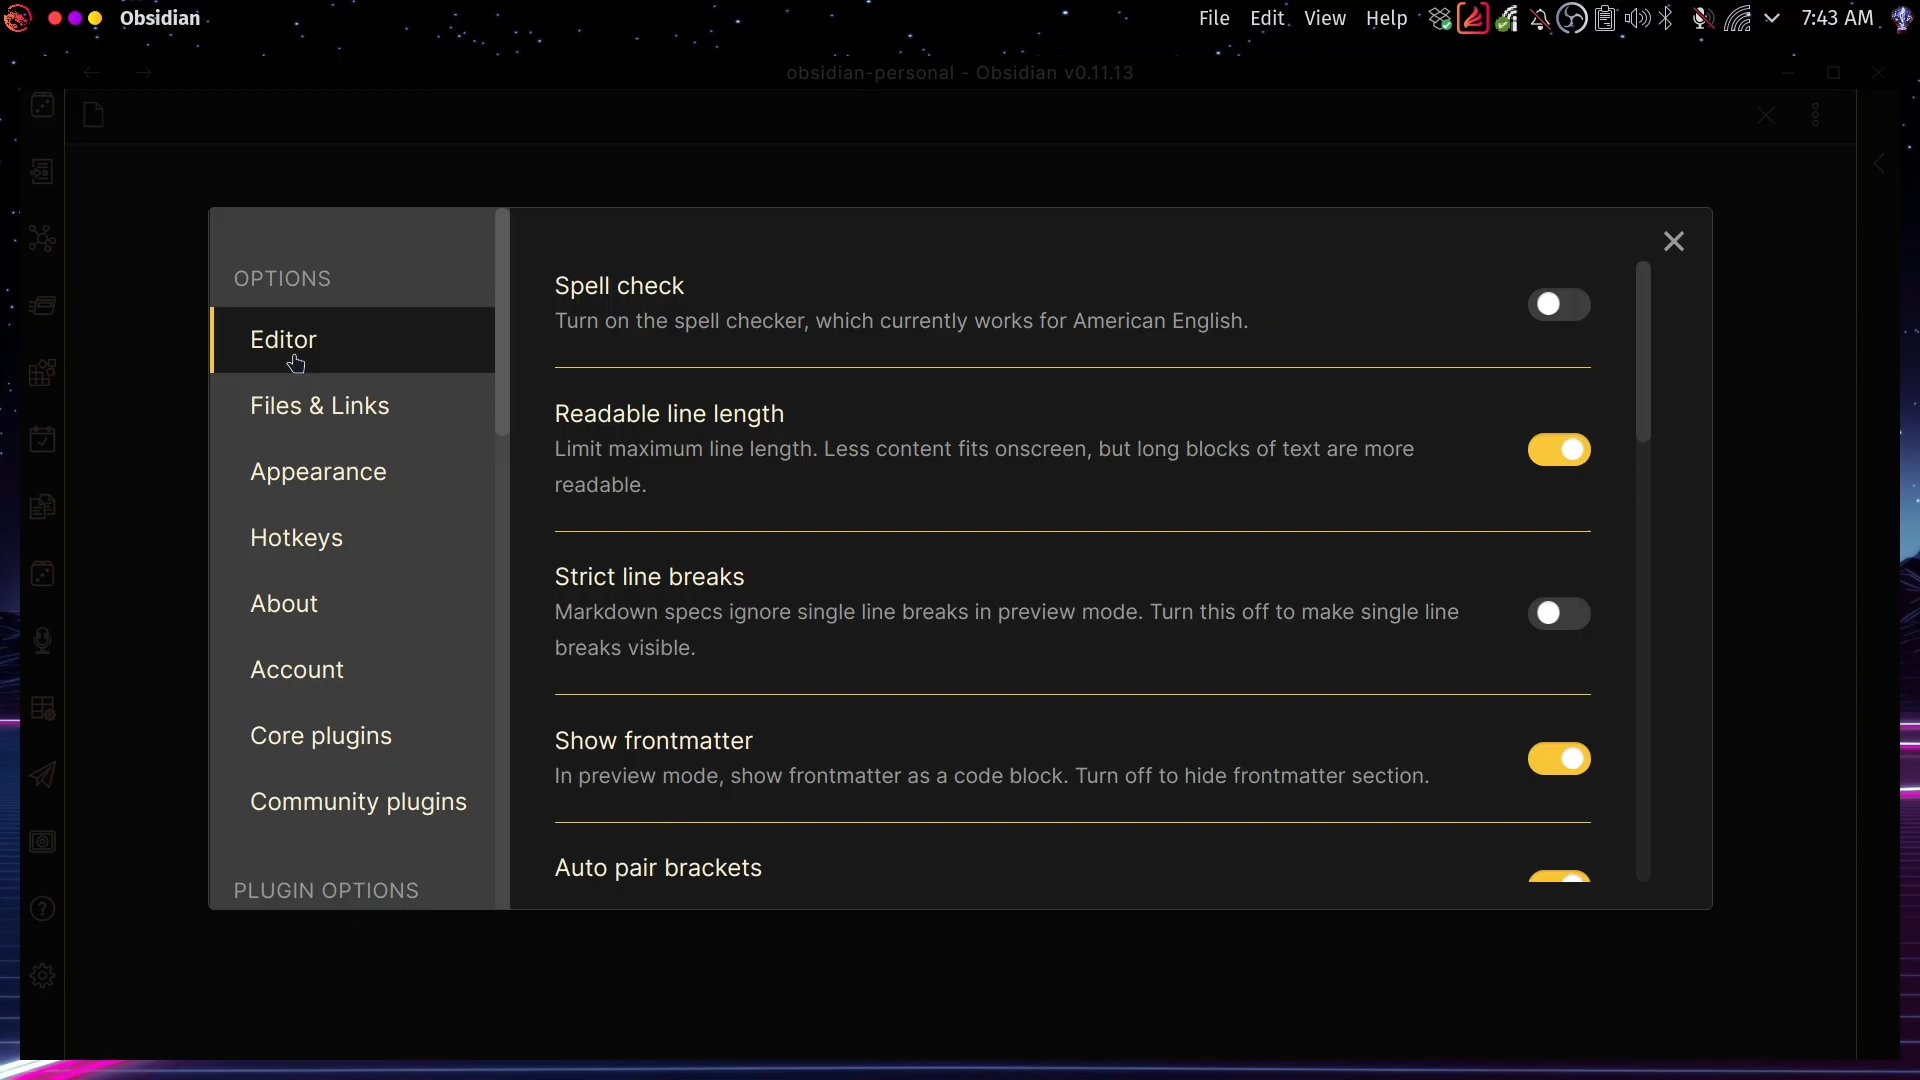 Obsidian
File Edit View Help 7:43 AM
obsidian-personal - Obsidian v0.11.13
OPTIONS
Editor
Files & Links
Appearance
Hotkeys
About
Account
Core plugins
Community plugins
PLUGIN OPTIONS
Spell check
Turn on the spell checker, which currently works for American English.
Readable line length
Limit maximum line length. Less content fits onscreen, but long blocks of text are more
readable.
Strict line breaks
Markdown specs ignore single line breaks in preview mode. Turn this off to make single line
breaks visible.
Show frontmatter
In preview mode, show frontmatter as a code block. Turn off to hide frontmatter section.
Auto pair brackets